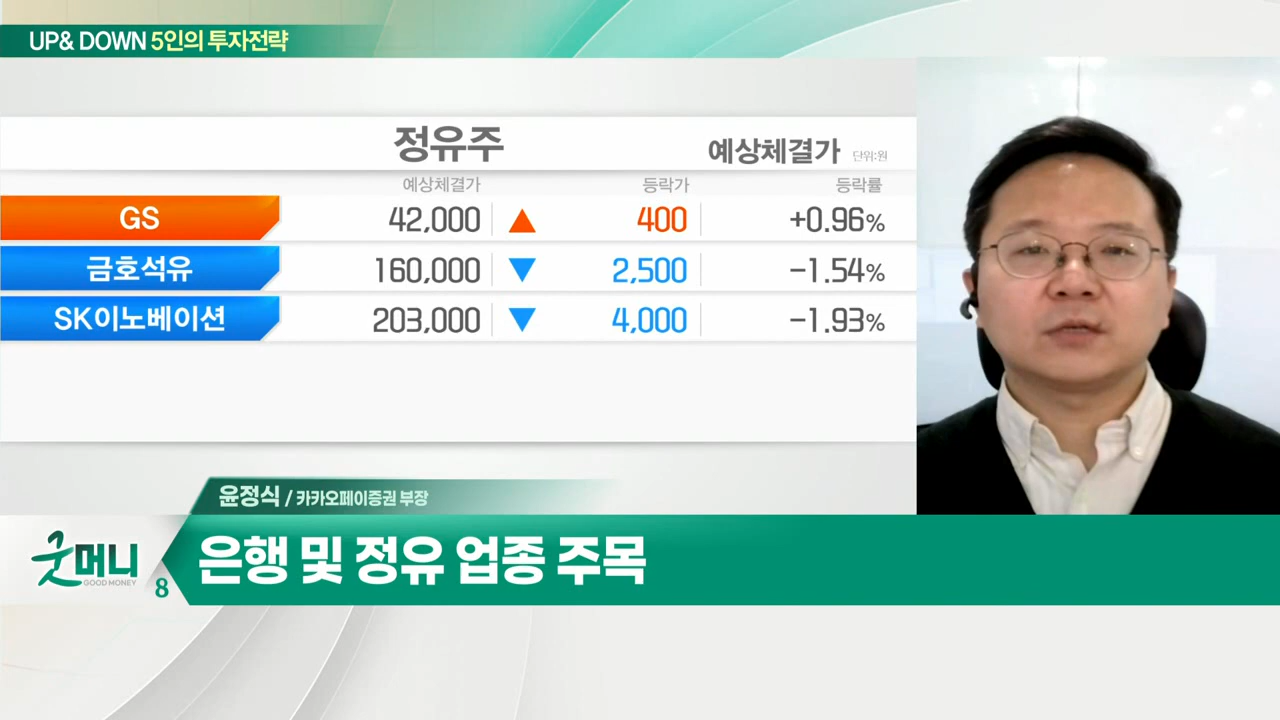 UP& DOWN 5인의 투자전략
정유주 예상체결가 단위:원
예상체결가 등락가 등락률
GS 42,000 ▲ 400 +0.96%
금호석유 160,000 ▼ 2,500 -1.54%
SK이노베이션 203,000 ▼ 4,000 -1.93%
윤정식 / 카카오페이증권 부장
굿머니
GOOD MONEY
8
은행 및 정유 업종 주목